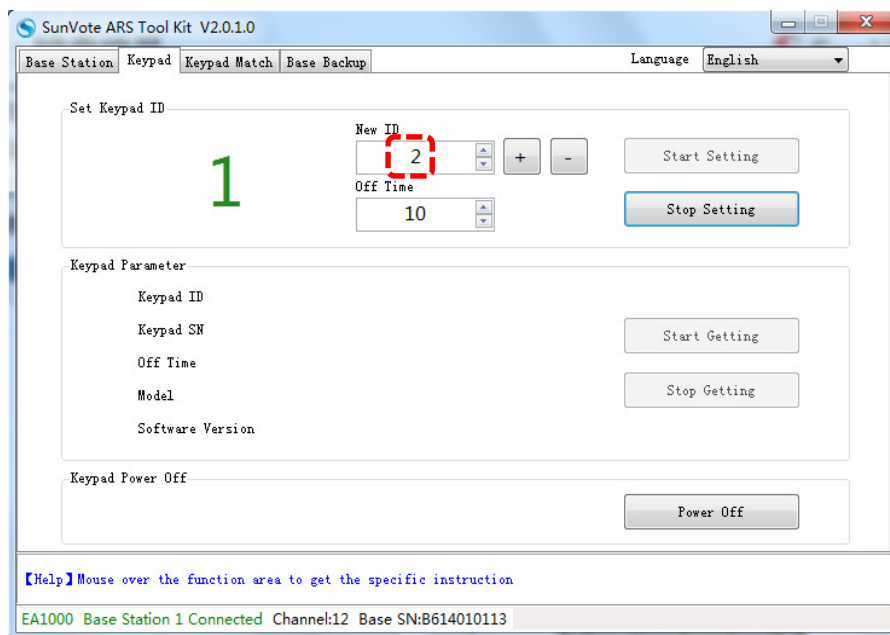 SunVote ARS Tool Kit V2.0.1.0
Base Station Keypad Keypad Match Base Backup Language English
Set Keypad ID
1
New ID
2 + - Start Setting
Off Time
10 Stop Setting
Keypad Parameter
Keypad ID
Keypad SN Start Getting
Off Time
Model Stop Getting
Software Version
Keypad Power Off
Power Off
【Help】Mouse over the function area to get the specific instruction
EA1000 Base Station 1 Connected Channel:12 Base SN:B614010113